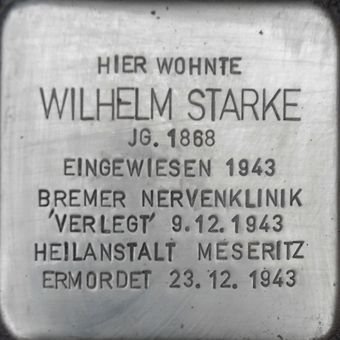 HIER WOHNTE
WILHELM STARKE
JG. 1868
EINGEWIESEN 1943
BREMER NERVENKLINIK
'VERLEGT' 9.12.1943
HEILANSTALT MESERITZ
ERMORDET 23.12.1943